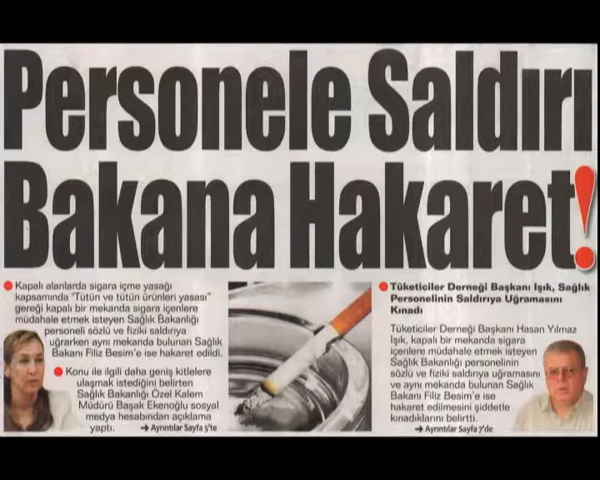 Personele Saldırı
Bakana Hakaret!
Kapalı alanlarda sigara içme yasağı
kapsamında "Tütün ve tütün ürünleri yasası"
gereği kapalı bir mekanda sigara içenlere
müdahale etmek isteyen Sağlık Bakanlığı
personeli sözlü ve fiziki saldırıya
uğrarken aynı mekanda bulunan Sağlık
Bakanı Filiz Besim'e ise hakaret edildi.
Konu ile ilgili daha geniş kitlelere
ulaşmak istediğini belirten
Sağlık Bakanlığı Özel Kalem
Müdürü Başak Ekenoğlu sosyal
medya hesabından açıklama
yaptı. ➔ Ayrıntılar Sayfa 5'te
Tüketiciler Derneği Başkanı Işık, Sağlık
Personelinin Saldırıya Uğramasını
Kınadı
Tüketiciler Derneği Başkanı Hasan Yılmaz
Işık, kapalı bir mekanda sigara
içenlere müdahale etmek isteyen
Sağlık Bakanlığı personelinin
sözlü ve fiziki saldırıya uğramasını
ve aynı mekanda bulunan Sağlık
Bakanı Filiz Besim'e ise
hakaret edilmesini şiddetle
kınadıklarını belirtti.
➔ Ayrıntılar Sayfa 7'de